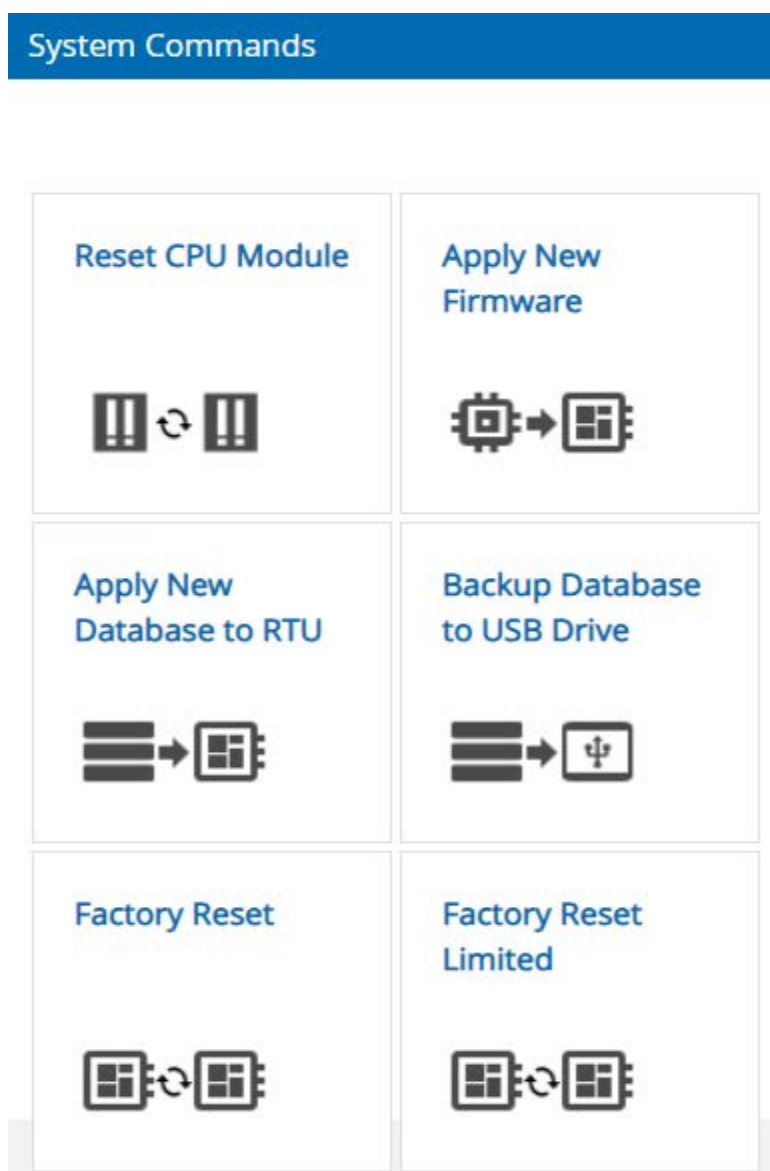 System Commands
Reset CPU Module
Apply New
Firmware
Apply New
Database to RTU
Backup Database
to USB Drive
Factory Reset
Factory Reset
Limited